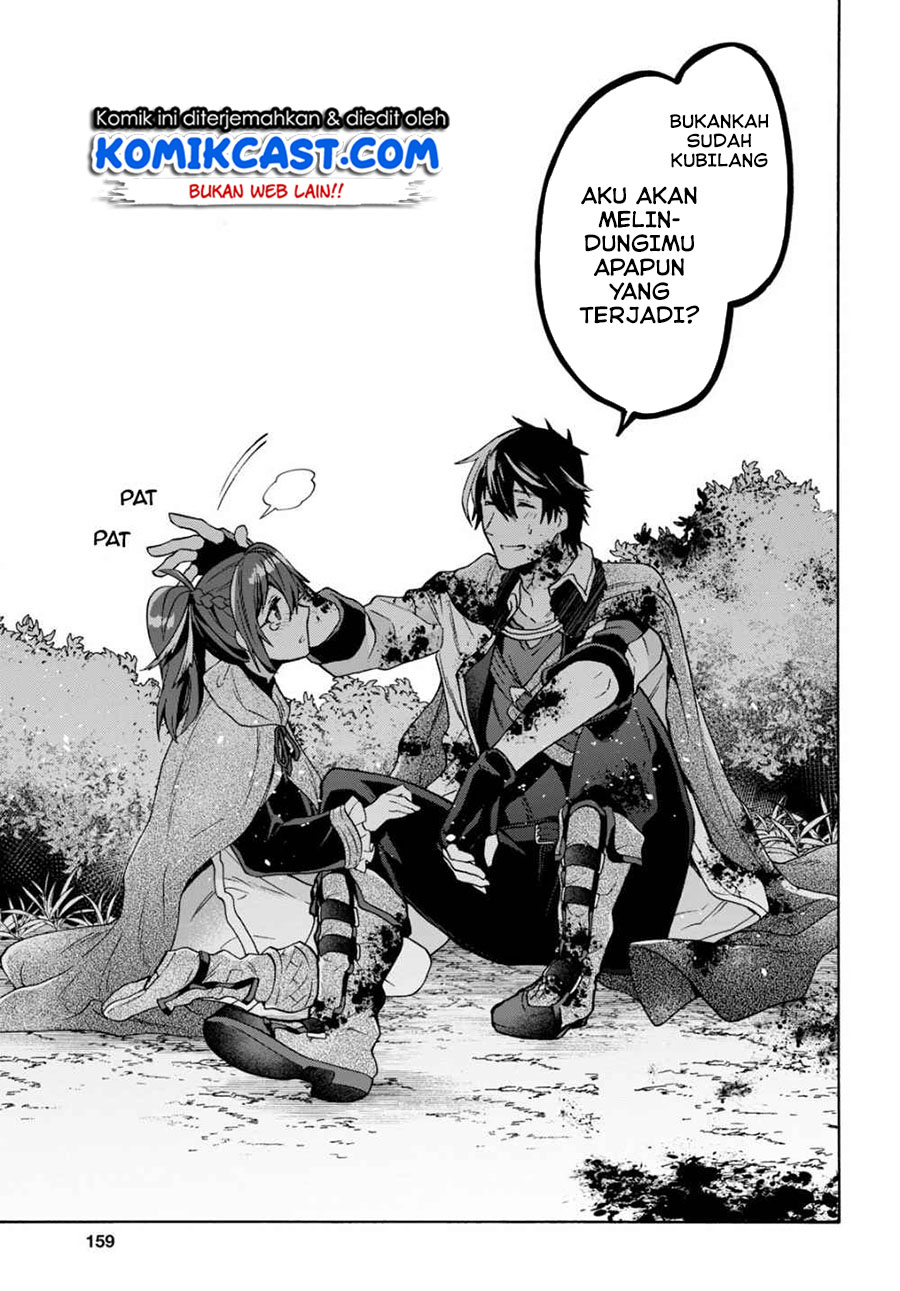 Komik ini diterjemahkan & diedit oleh
KOMIKCAST.COM
BUKAN WEB LAIN!!
BUKANKAH
SUDAH
KUBILANG
AKU AKAN
MELIN-
DUNGIMU
APAPUN
YANG
TERJADI?
PAT
PAT
159